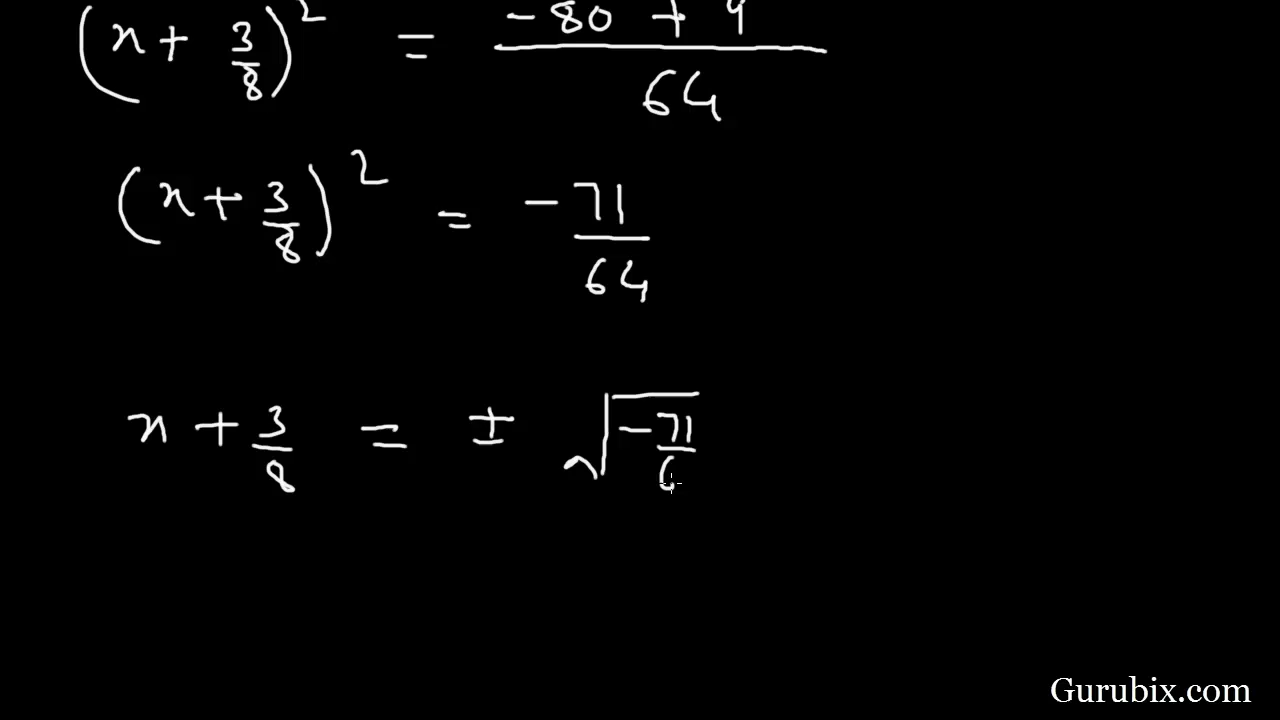 (x + 3/8)² = (-80 + 9)/64
(x + 3/8)² = -71/64
x + 3/8 = ± √(-71/6
Gurubix.com